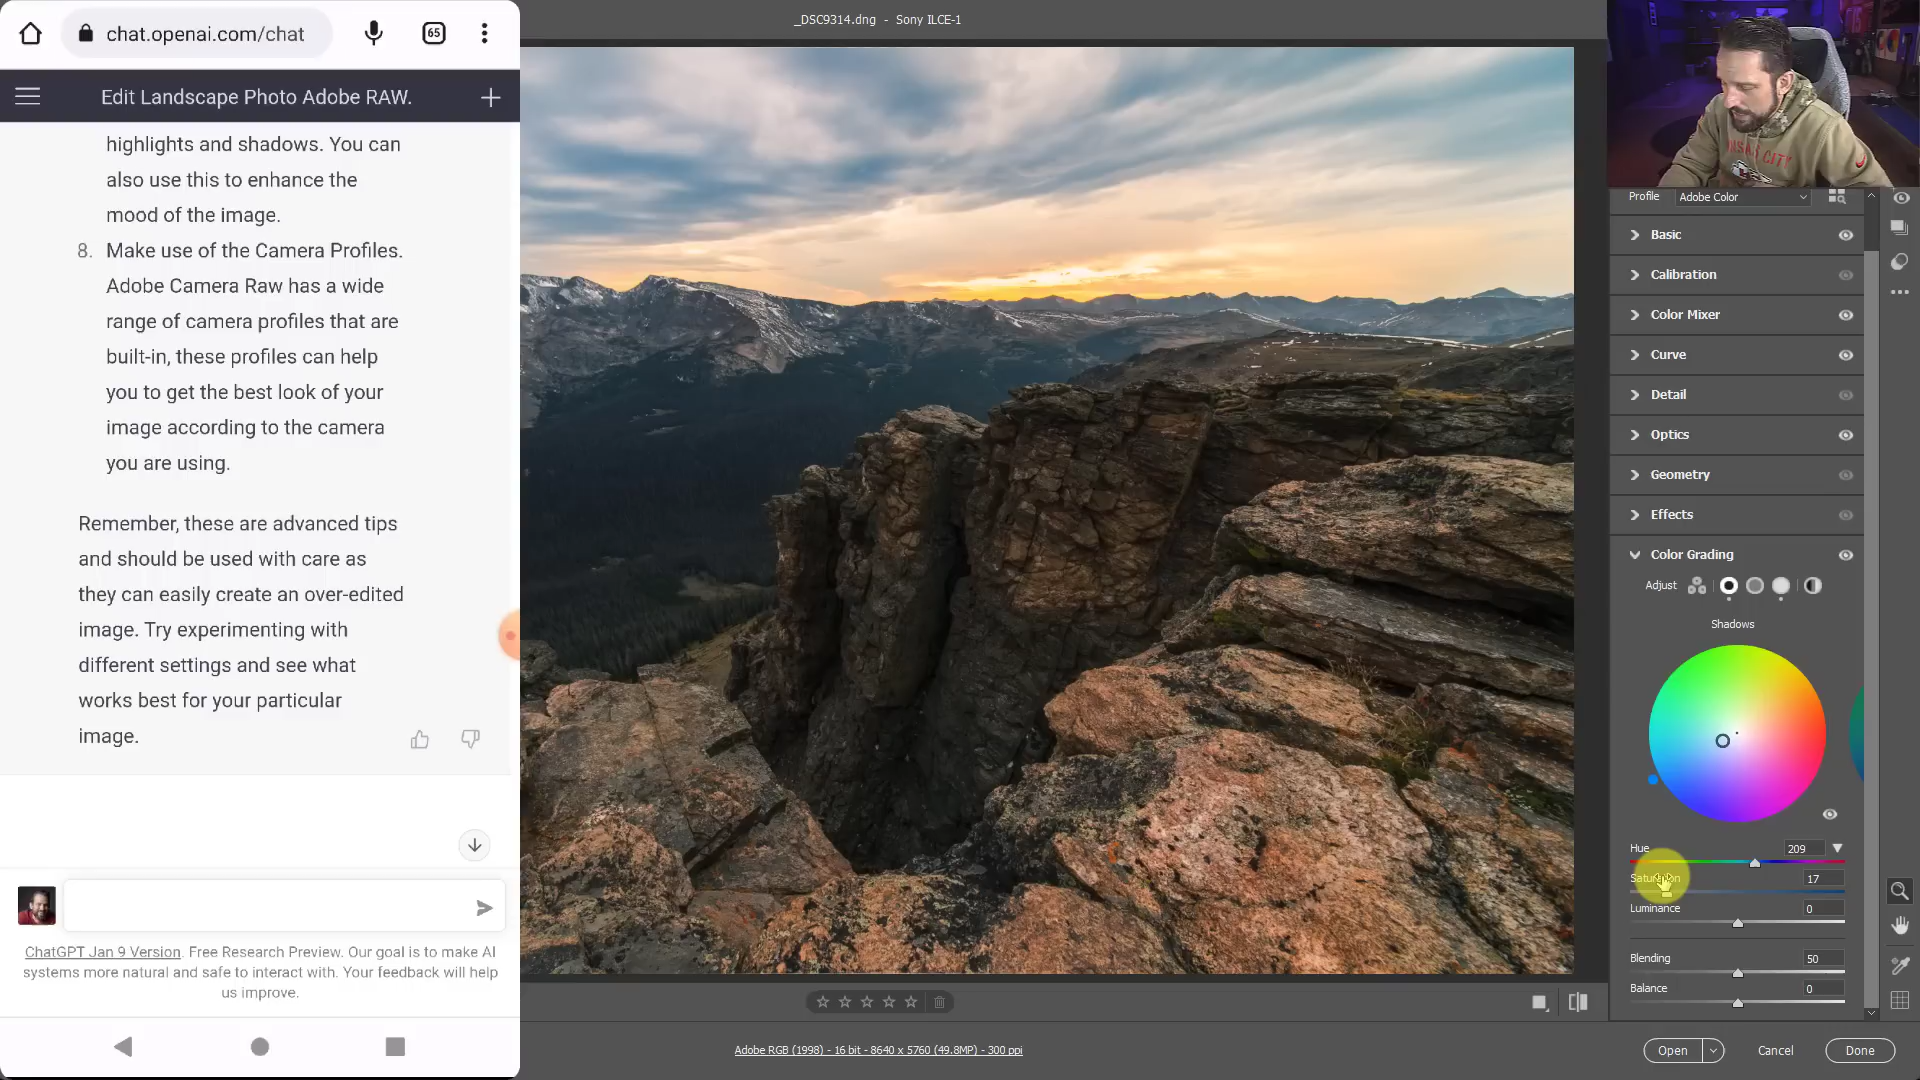 chat.openai.com/chat
65
Edit Landscape Photo Adobe RAW.
highlights and shadows. You can
also use this to enhance the
mood of the image.
8. Make use of the Camera Profiles.
Adobe Camera Raw has a wide
range of camera profiles that are
built-in, these profiles can help
you to get the best look of your
image according to the camera
you are using.
Remember, these are advanced tips
and should be used with care as
they can easily create an over-edited
image. Try experimenting with
different settings and see what
works best for your particular
image.
ChatGPT Jan 9 Version. Free Research Preview. Our goal is to make AI
systems more natural and safe to interact with. Your feedback will help
us improve.
_DSC9314.dng - Sony ILCE-1
Adobe RGB (1998) - 16 bit - 8640 x 5760 (49.8MP) - 300 ppi
Profile Adobe Color
Basic
Calibration
Color Mixer
Curve
Detail
Optics
Geometry
Effects
Color Grading
Adjust
Shadows
Hue 209
Saturation 17
Luminance 0
Blending 50
Balance 0
Open
Cancel
Done